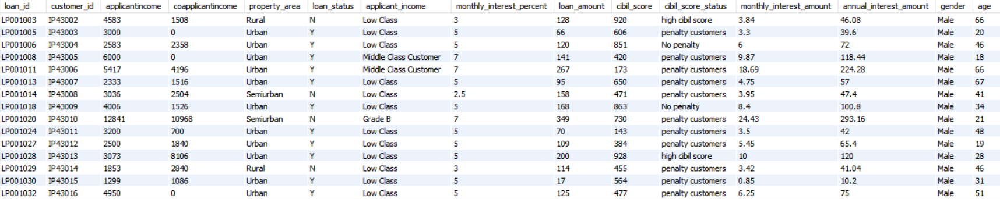 loan_id customer_id applicantincome coapplicantincome property_area loan_status applicant_income monthly_interest_percent loan_amount cibil_score cibil_score_status monthly_interest_amount annual_interest_amount gender age
LP001003 IP43002 4583 1508 Rural N Low Class 3 128 920 high cibil score 3.84 46.08 Male 66
LP001005 IP43003 3000 0 Urban Y Low Class 5 66 606 penalty customers 3.3 39.6 Male 20
LP001006 IP43004 2583 2358 Urban Y Low Class 5 120 851 No penalty 6 72 Male 46
LP001008 IP43005 6000 0 Urban Y Middle Class Customer 7 141 420 penalty customers 9.87 118.44 Male 18
LP001011 IP43006 5417 4196 Urban Y Middle Class Customer 7 267 173 penalty customers 18.69 224.28 Male 66
LP001013 IP43007 2333 1516 Urban Y Low Class 5 95 650 penalty customers 4.75 57 Male 67
LP001014 IP43008 3036 2504 Semiurban N Low Class 2.5 158 471 penalty customers 3.95 47.4 Male 41
LP001018 IP43009 4006 1526 Urban Y Low Class 5 168 863 No penalty 8.4 100.8 Male 34
LP001020 IP43010 12841 10968 Semiurban N Grade B 7 349 730 penalty customers 24.43 293.16 Male 21
LP001024 IP43011 3200 700 Urban Y Low Class 5 70 143 penalty customers 3.5 42 Male 48
LP001027 IP43012 2500 1840 Urban Y Low Class 5 109 384 penalty customers 5.45 65.4 Male 19
LP001028 IP43013 3073 8106 Urban Y Low Class 5 200 928 high cibil score 10 120 Male 28
LP001029 IP43014 1853 2840 Rural N Low Class 3 114 455 penalty customers 3.42 41.04 Male 46
LP001030 IP43015 1299 1086 Urban Y Low Class 5 17 564 penalty customers 0.85 10.2 Male 31
LP001032 IP43016 4950 0 Urban Y Low Class 5 125 477 penalty customers 6.25 75 Male 51